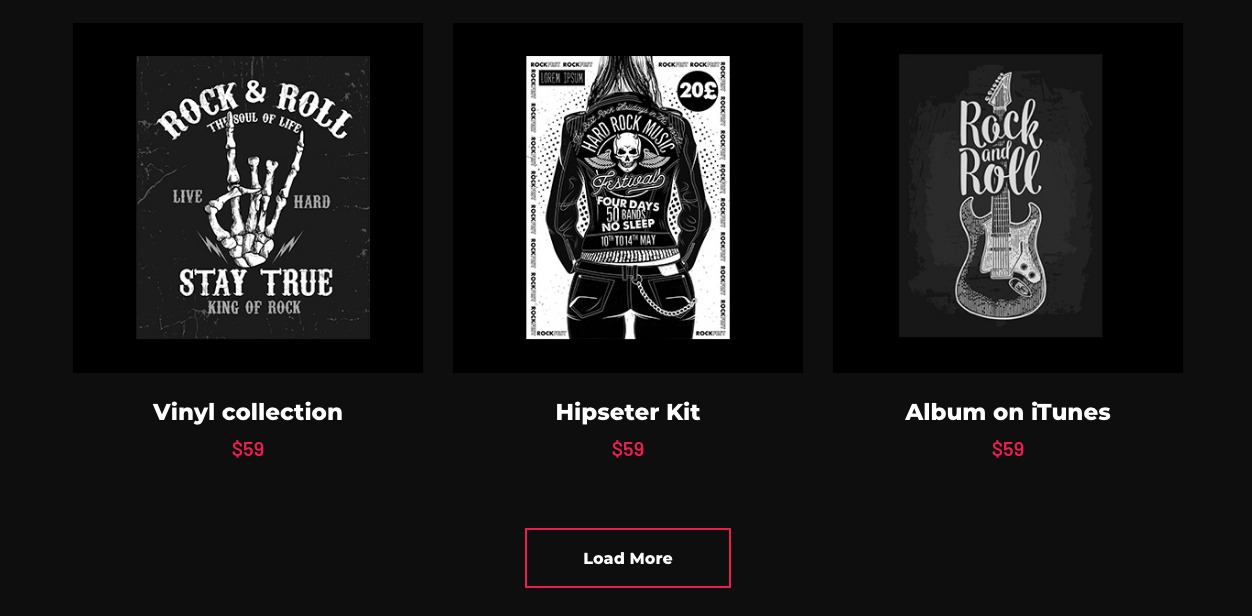 ROCK & ROLL
THE SOUL OF LIFE
LIVE HARD
STAY TRUE
KING OF ROCK
ROCKFEST ROCKFEST ROCKFEST ROCKFEST
LOREM IPSUM
20£
HARD ROCK MUSIC
Festival
FOUR DAYS
50 BANDS
NO SLEEP
10TH TO 14TH MAY
ROCKFEST ROCKFEST
Rock
and
Roll
Vinyl collection
$59
Hipseter Kit
$59
Album on iTunes
$59
Load More